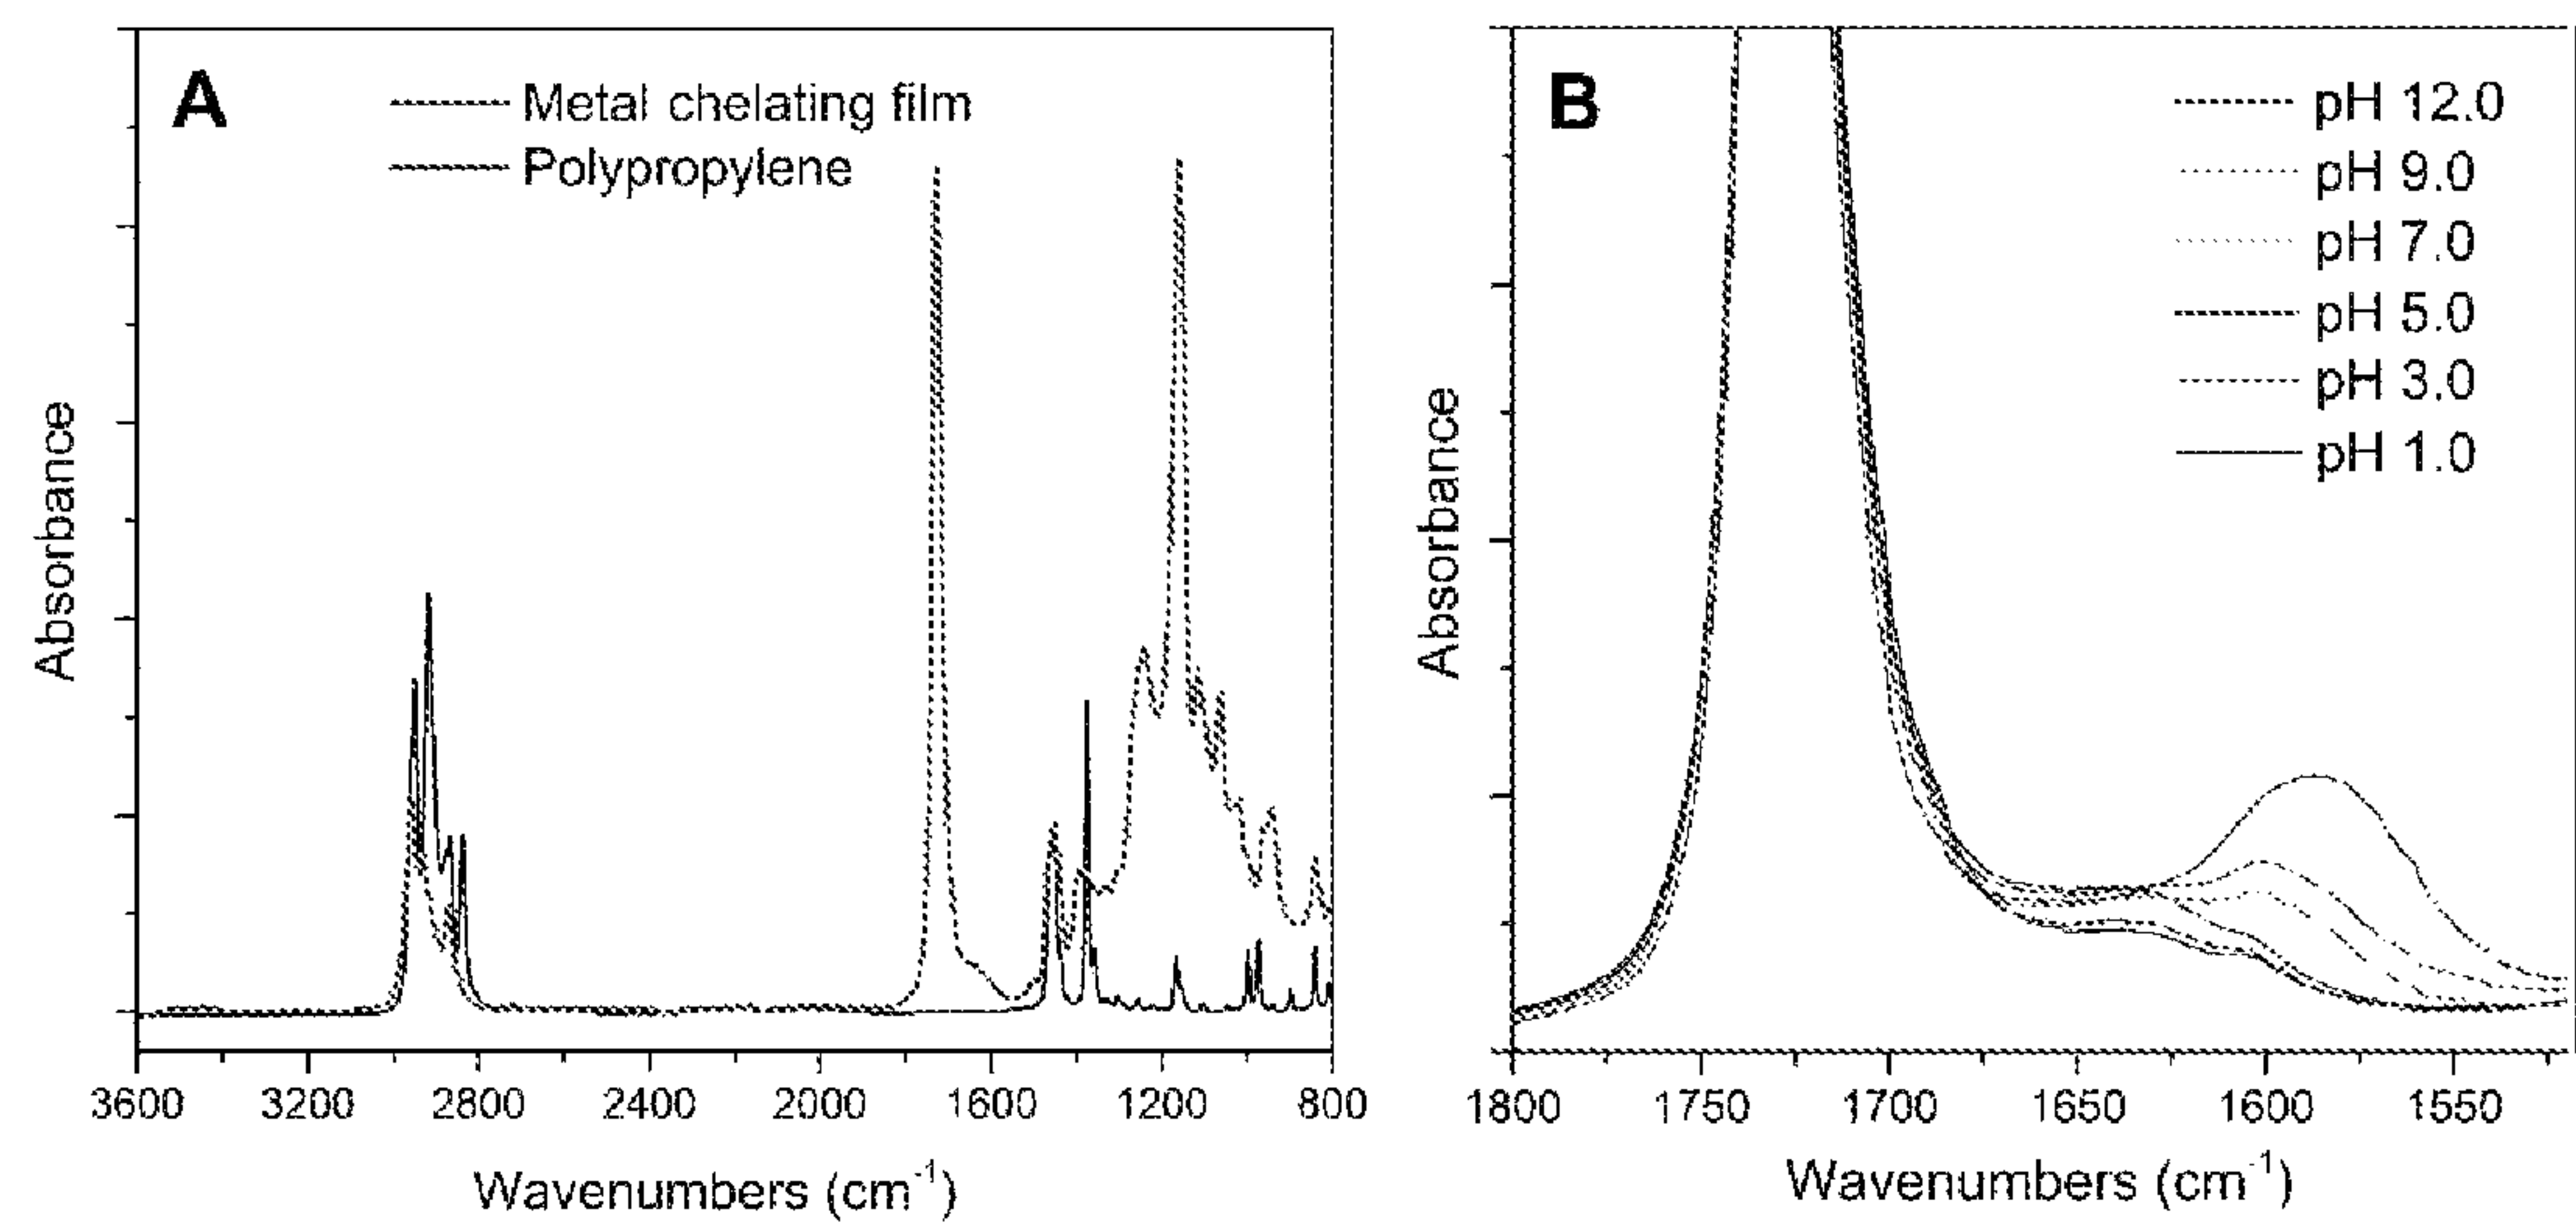 A
Metal chelating film
Polypropylene
Absorbance
3600 3200 2800 2400 2000 1600 1200 800
Wavenumbers (cm⁻¹)
B
pH 12.0
pH 9.0
pH 7.0
pH 5.0
pH 3.0
pH 1.0
Absorbance
1800 1750 1700 1650 1600 1550
Wavenumbers (cm⁻¹)